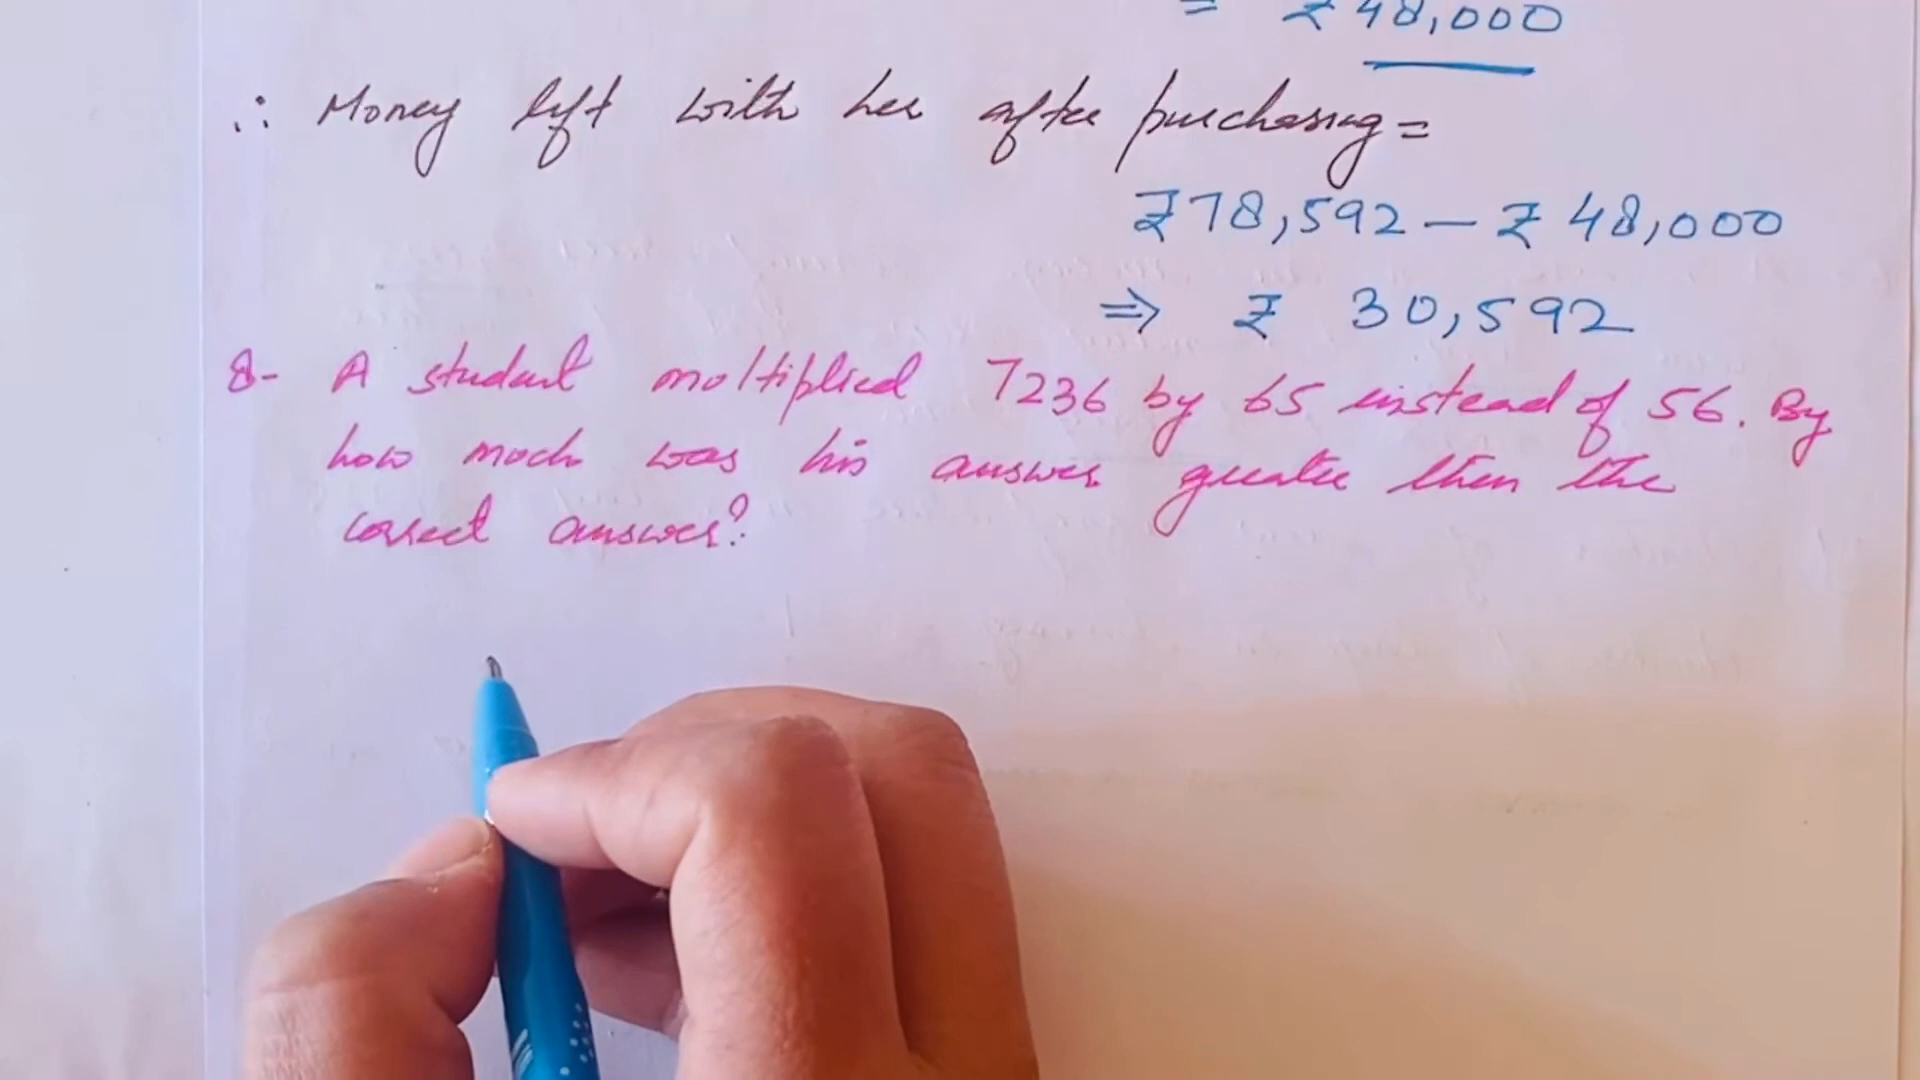 = ₹ 48,000
∴ Money left with her after purchasing =
₹78,592 - ₹ 48,000
⇒ ₹ 30,592
8- A student multiplied 7236 by 65 instead of 56. By
how much was his answer greater then the
correct answer?